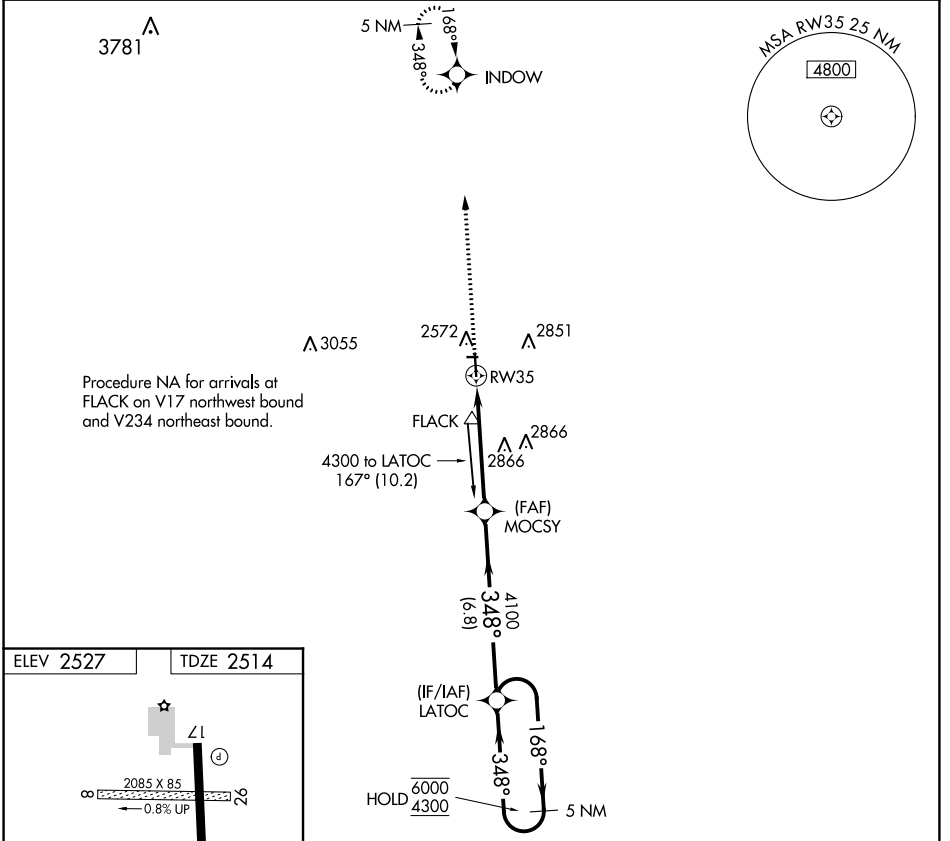 3781
5 NM
168°
348°
INDOW
MSA RW35 25 NM
4800
3055
2572
2851
RW35
Procedure NA for arrivals at
FLACK on V17 northwest bound
and V234 northeast bound.
FLACK
2866
2866
4300 to LATOC
167° (10.2)
(FAF)
MOCSY
348°
4100
(6.8)
(IF/IAF)
LATOC
348°
168°
HOLD
6000
4300
5 NM
ELEV 2527
TDZE 2514
17
P
2085 X 85
8
26
0.8% UP